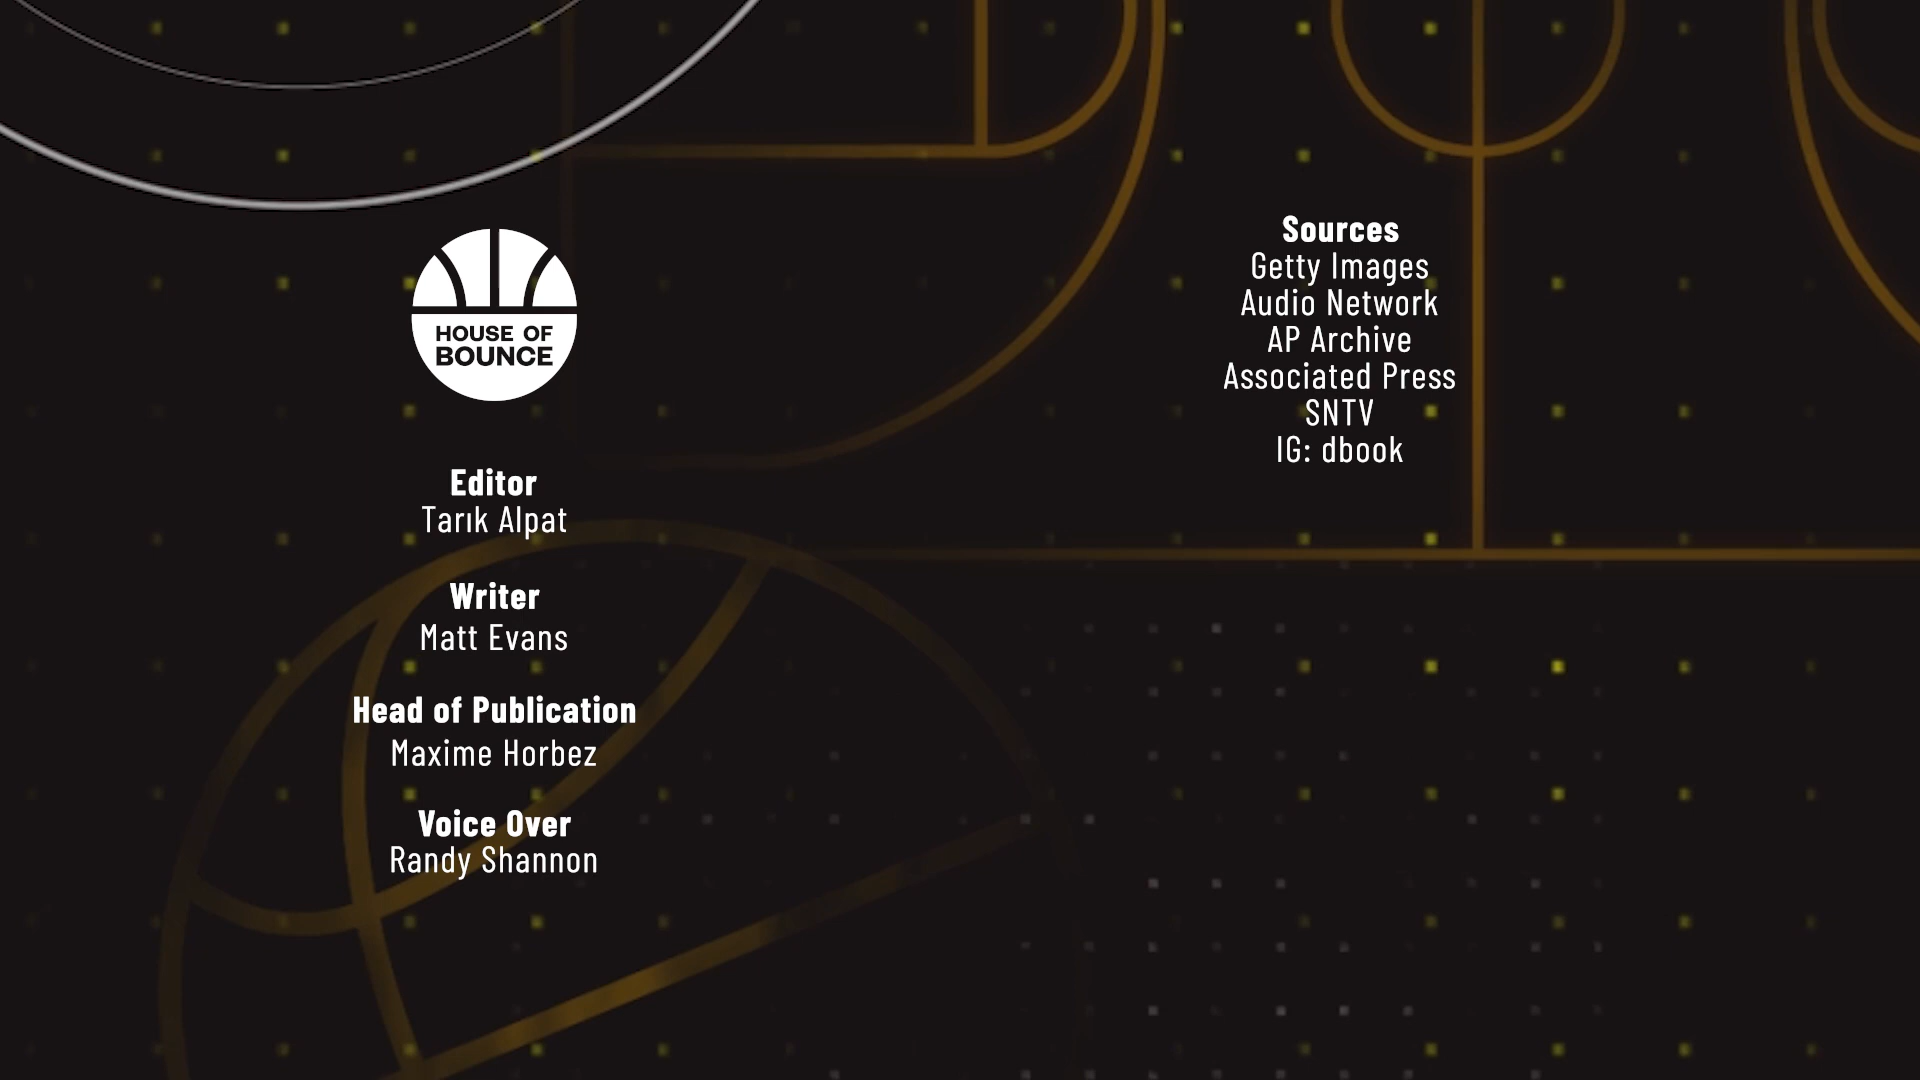 HOUSE OF
BOUNCE
Editor
Tarık Alpat
Writer
Matt Evans
Head of Publication
Maxime Horbez
Voice Over
Randy Shannon
Sources
Getty Images
Audio Network
AP Archive
Associated Press
SNTV
IG: dbook